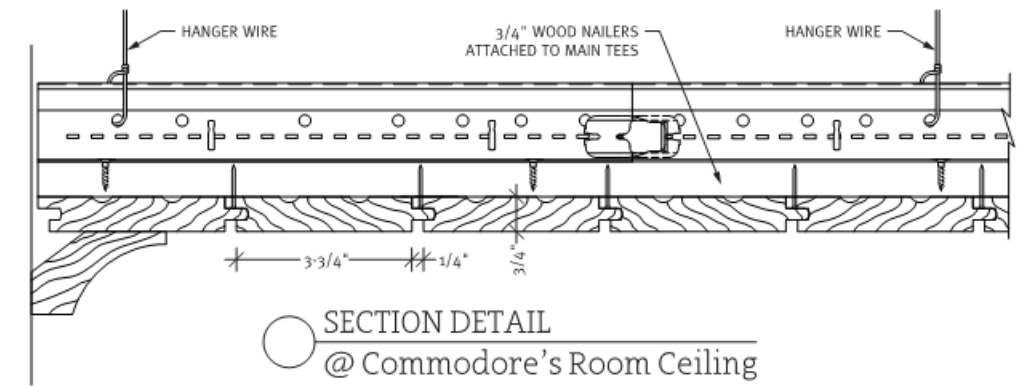 HANGER WIRE
3/4" WOOD NAILERS
ATTACHED TO MAIN TEES
HANGER WIRE
3-3/4"
1/4"
3/4"
SECTION DETAIL
@ Commodore's Room Ceiling